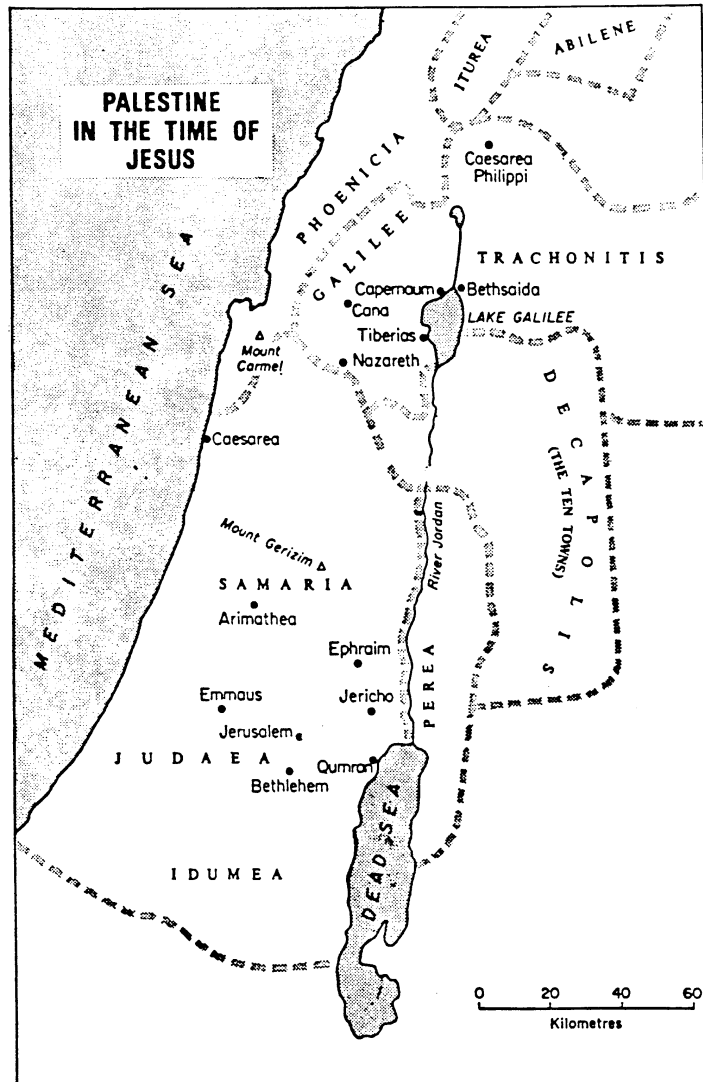 PALESTINE
IN THE TIME OF
JESUS
ABILENE
ITUREA
Caesarea
Philippi
PHOENICIA
GALILEE
TRACHONITIS
Capernaum
Bethsaida
Cana
LAKE GALILEE
Tiberias
Mount
Carmel
Nazareth
MEDITERRANEAN SEA
DECAPOLIS
(THE TEN TOWNS)
Caesarea
River Jordan
Mount Gerizim
SAMARIA
Arimathea
Ephraim
PEREA
Emmaus
Jericho
Jerusalem
JUDAEA
Qumran
Bethlehem
DEAD SEA
IDUMEA
0 20 40 60
Kilometres